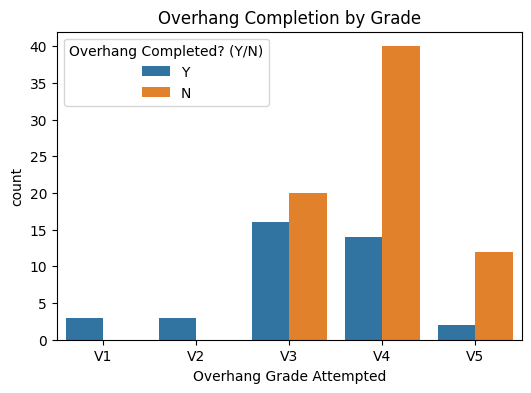 Overhang Completion by Grade
Overhang Completed? (Y/N)
Y
N
count
40
35
30
25
20
15
10
5
0
V1 V2 V3 V4 V5
Overhang Grade Attempted